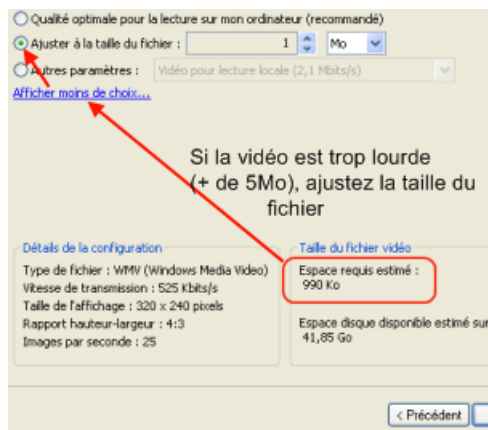 Qualité optimale pour la lecture sur mon ordinateur (recommandé)
Ajuster à la taille du fichier : 1 Mo
Autres paramètres : Vidéo pour lecture locale (2,1 Mbits/s)
Afficher moins de choix...
Si la vidéo est trop lourde
(+ de 5Mo), ajustez la taille du
fichier
Détails de la configuration
Type de fichier : WMV (Windows Media Video)
Vitesse de transmission : 525 Kbits/s
Taille de l'affichage : 320 x 240 pixels
Rapport hauteur-largeur : 4:3
Images par seconde : 25
Taille du fichier vidéo
Espace requis estimé :
990 Ko
Espace disque disponible estimé sur
41,85 Go
< Précédent